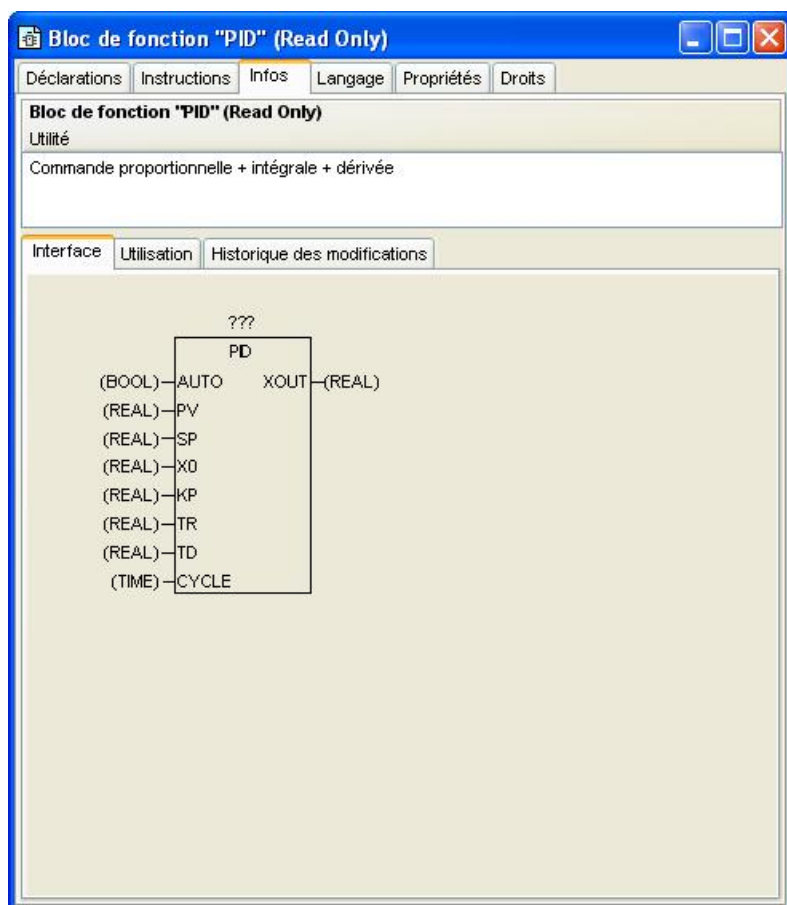 Bloc de fonction "PID" (Read Only)
Déclarations Instructions Infos Langage Propriétés Droits
Bloc de fonction "PID" (Read Only)
Utilité
Commande proportionnelle + intégrale + dérivée
Interface Utilisation Historique des modifications
???
PID
(BOOL) AUTO XOUT (REAL)
(REAL) PV
(REAL) SP
(REAL) X0
(REAL) KP
(REAL) TR
(REAL) TD
(TIME) CYCLE